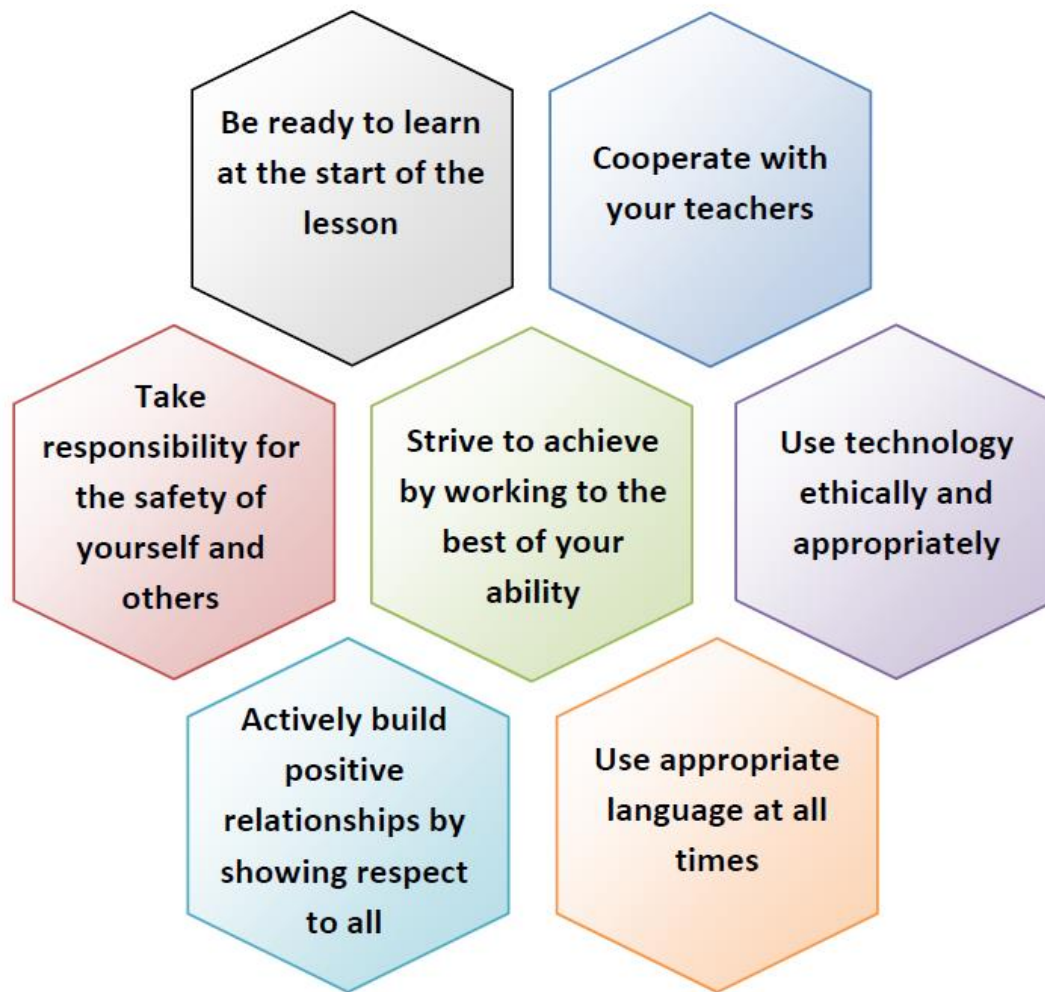 Be ready to learn
at the start of the
lesson
Cooperate with
your teachers
Take
responsibility for
the safety of
yourself and
others
Strive to achieve
by working to the
best of your
ability
Use technology
ethically and
appropriately
Actively build
positive
relationships by
showing respect
to all
Use appropriate
language at all
times